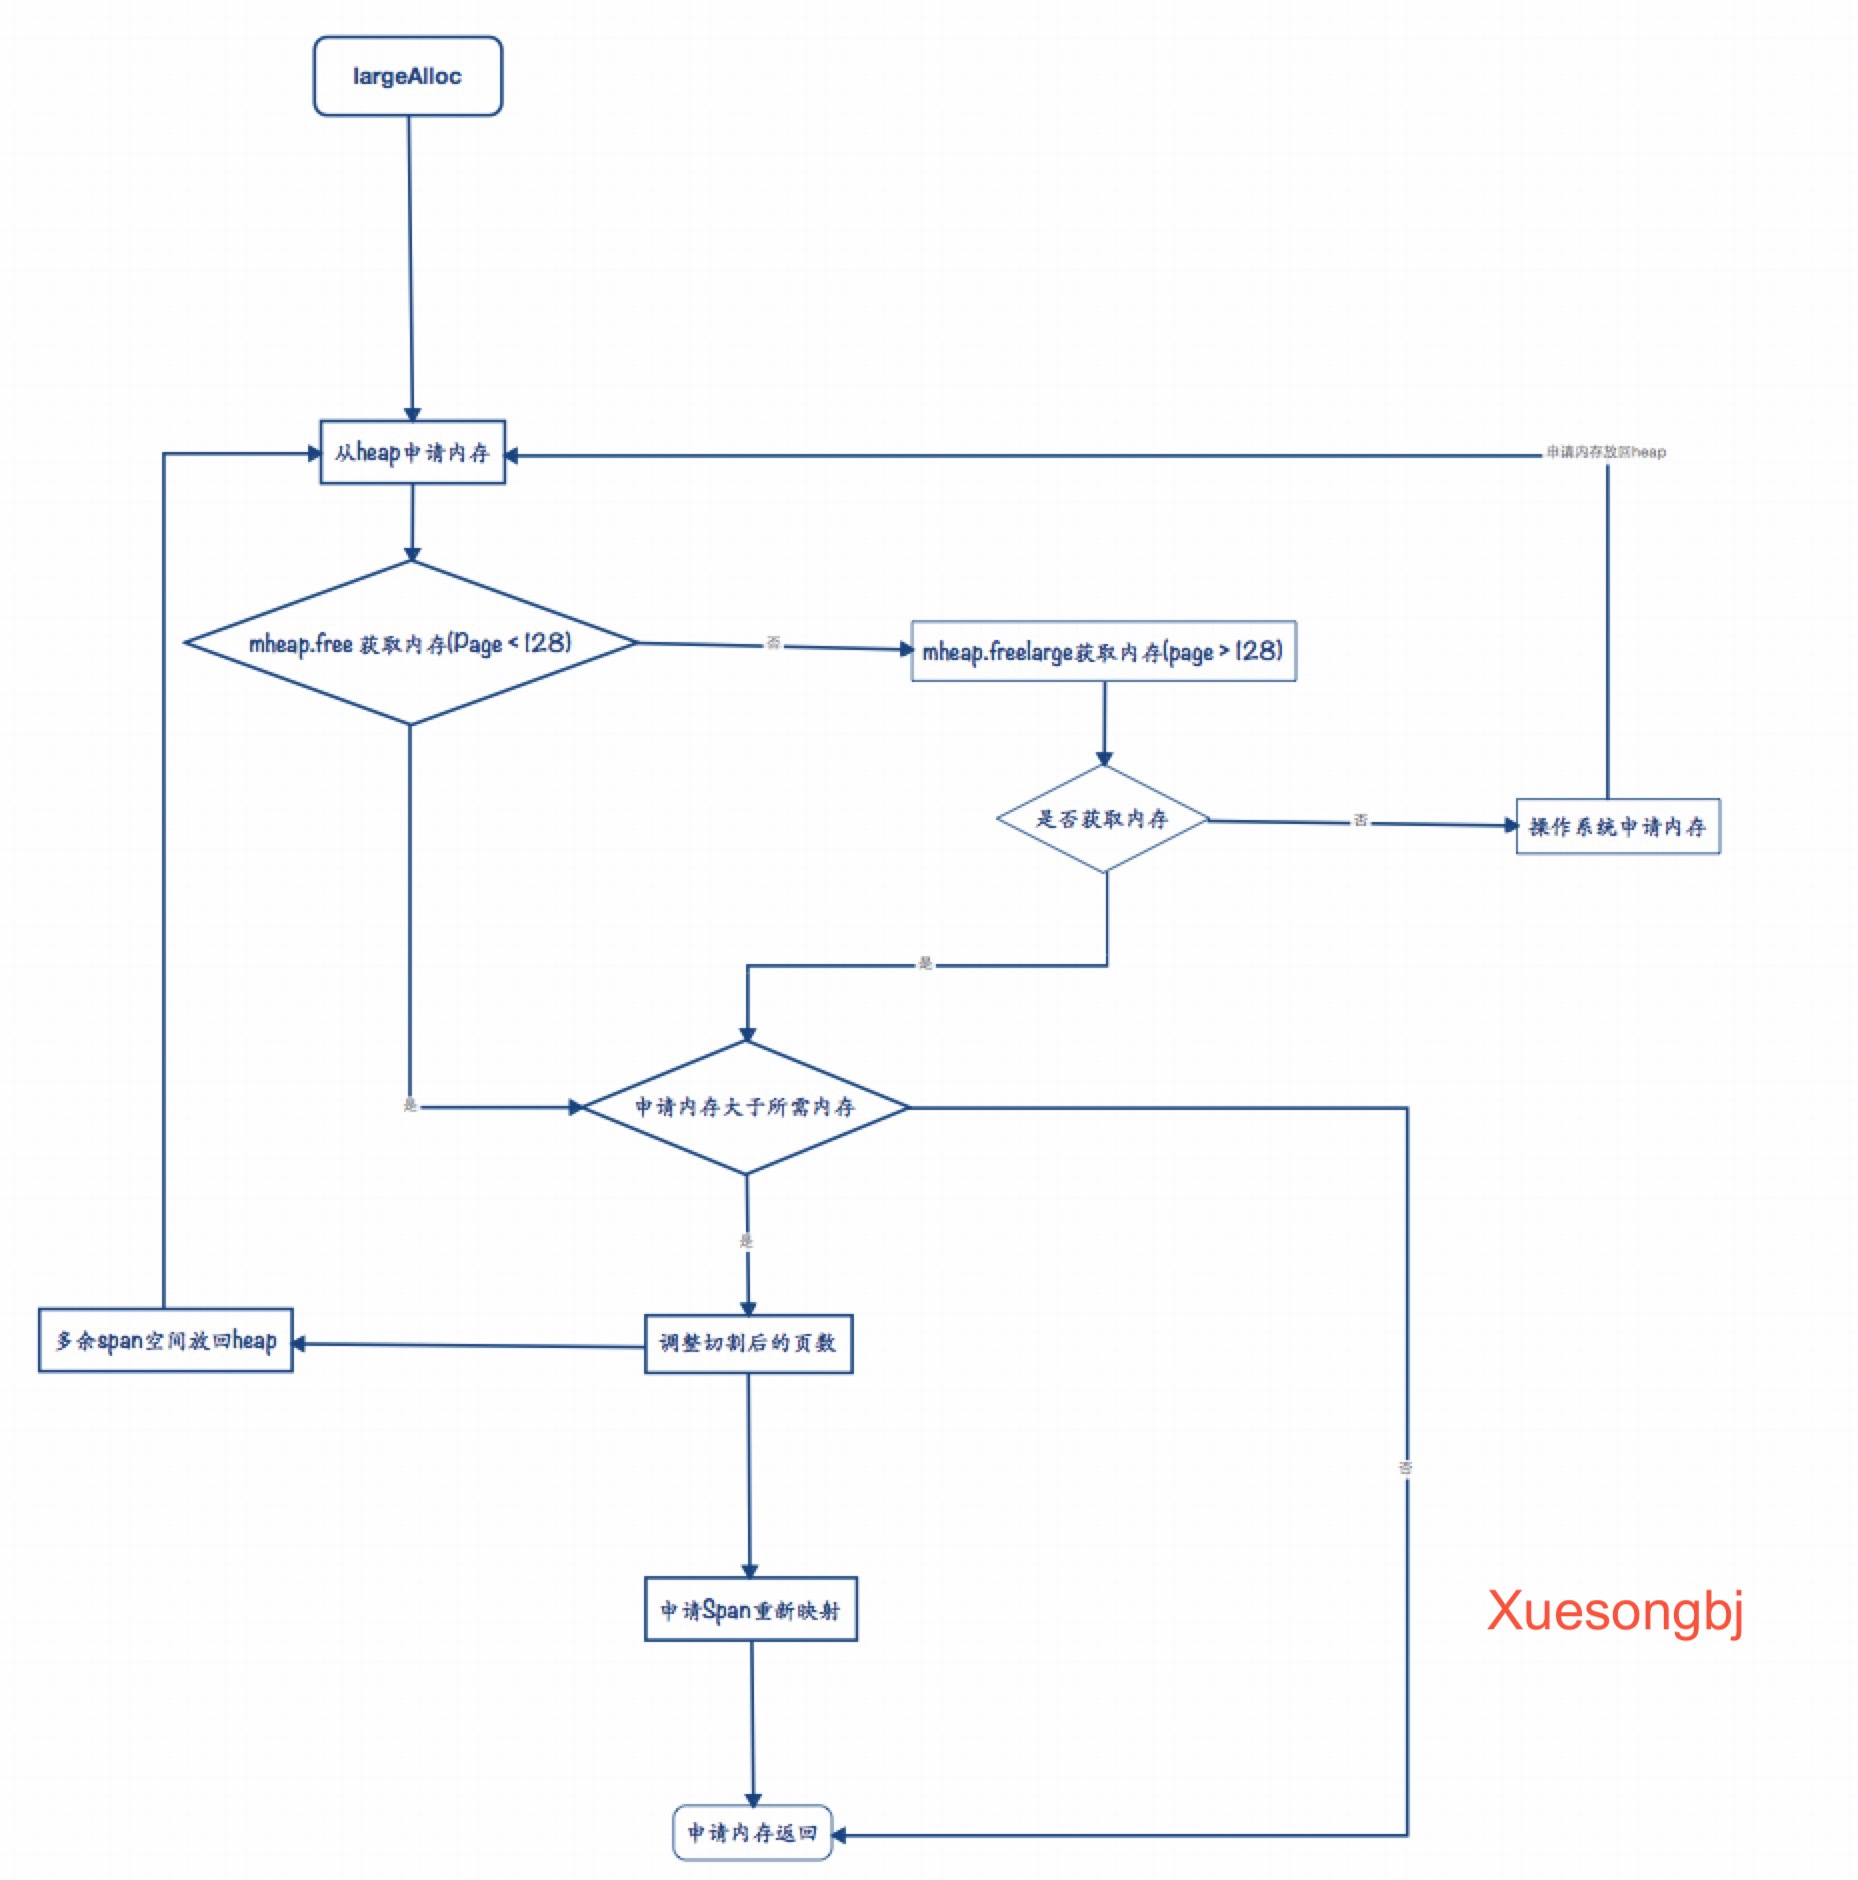 largeAlloc
从heap申请内存
申请内存放回heap
mheap.free 获取内存(Page < 128)
否
mheap.freelarge获取内存(page > 128)
是否获取内存
否
操作系统申请内存
是
是
申请内存大于所需内存
是
多余span空间放回heap
调整切割后的页数
否
申请Span重新映射
Xuesongbj
申请内存返回